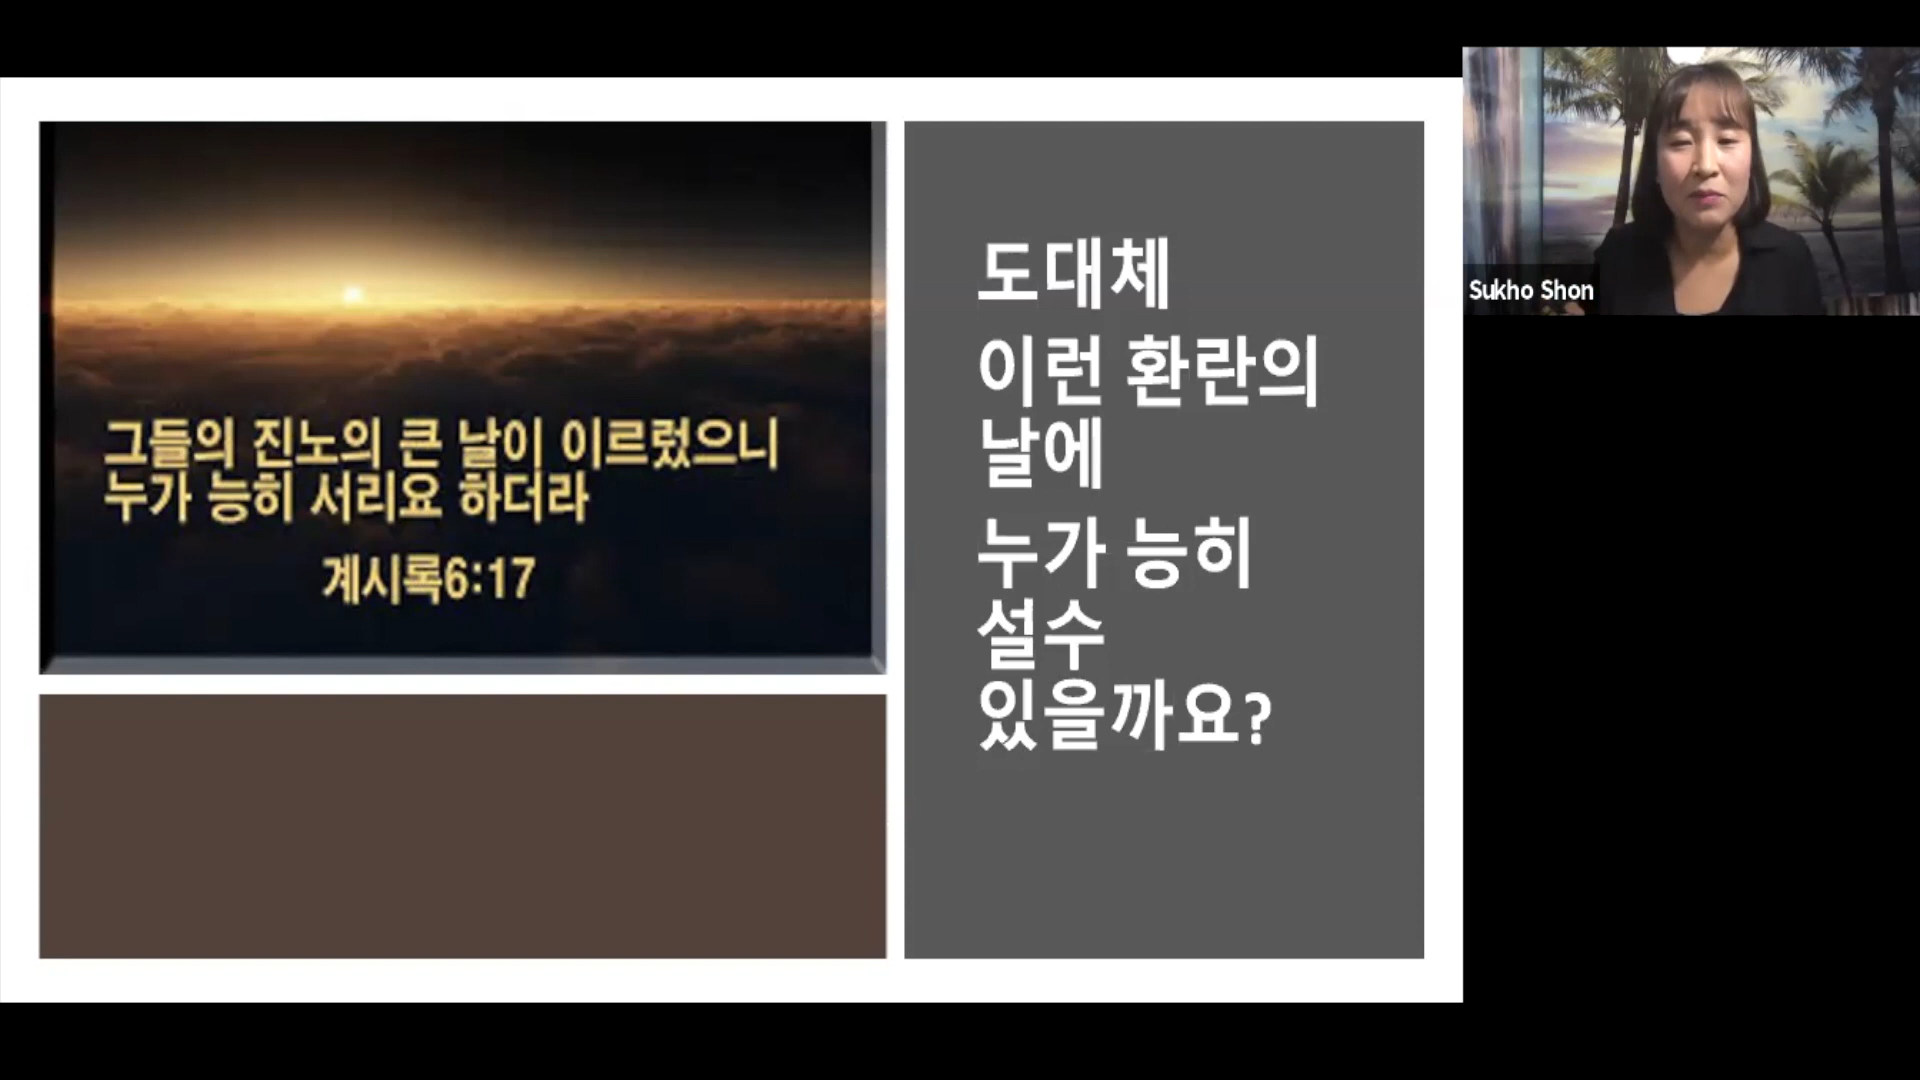 그들의 진노의 큰 날이 이르렀으니
누가 능히 서리요 하더라
계시록6:17
도대체
이런 환란의
날에
누가 능히
설수
있을까요?
Sukho Shon